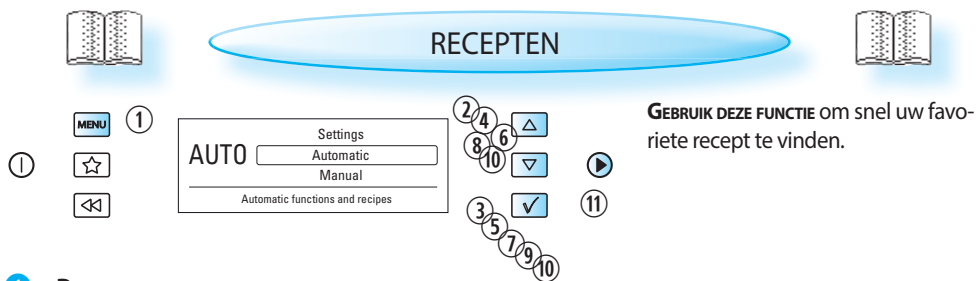 RECEPTEN
MENU
①
AUTO
Settings
Automatic
Manual
Automatic functions and recipes
②
④
⑥
⑧
⑩
③
⑤
⑦
⑨
⑩
⑪
GEBRUIK DEZE FUNCTIE om snel uw favo-
riete recept te vinden.